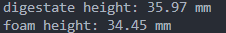 digestate height: 35.97 mm
foam height: 34.45 mm